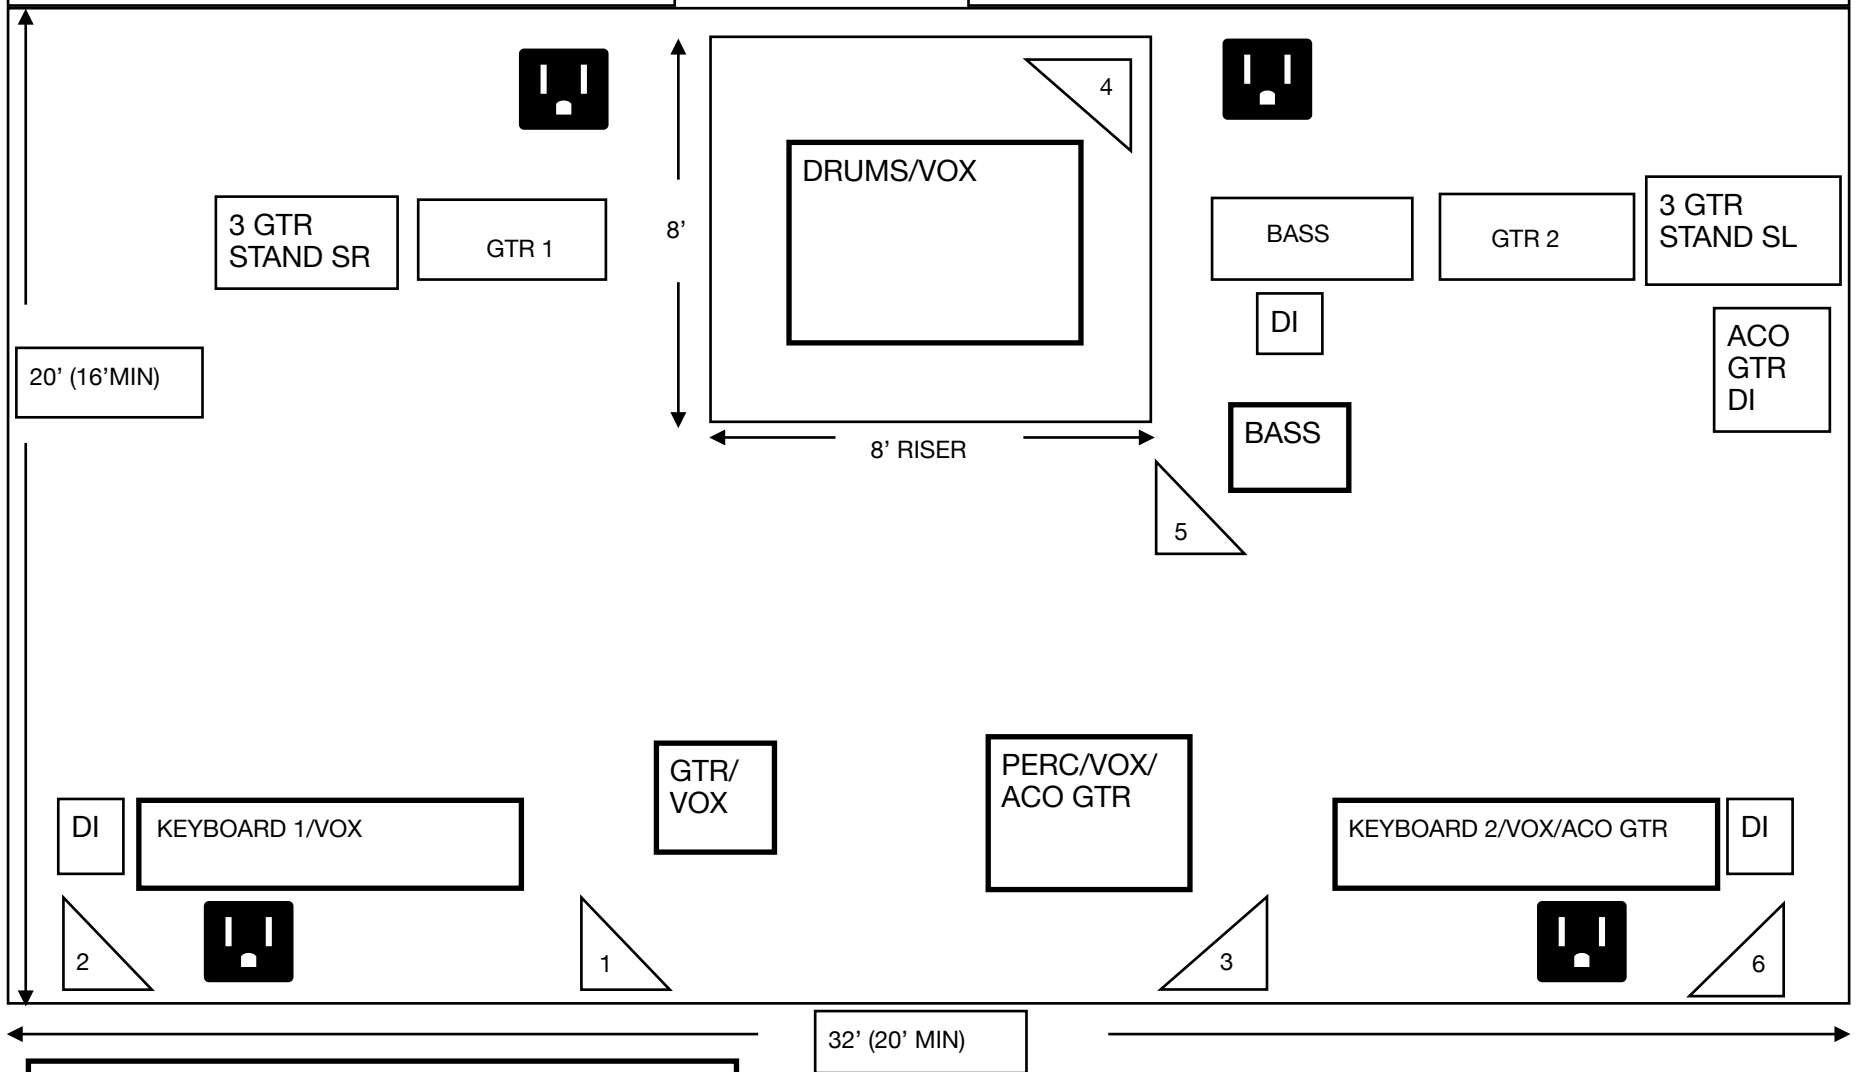 4
DRUMS/VOX
3 GTR
STAND SR
GTR 1
8’
BASS
GTR 2
3 GTR
STAND SL
DI
ACO
GTR
DI
20’ (16’MIN)
8’ RISER
BASS
5
GTR/
VOX
PERC/VOX/
ACO GTR
DI
KEYBOARD 1/VOX
KEYBOARD 2/VOX/ACO GTR
DI
2
1
3
6
32’ (20’ MIN)